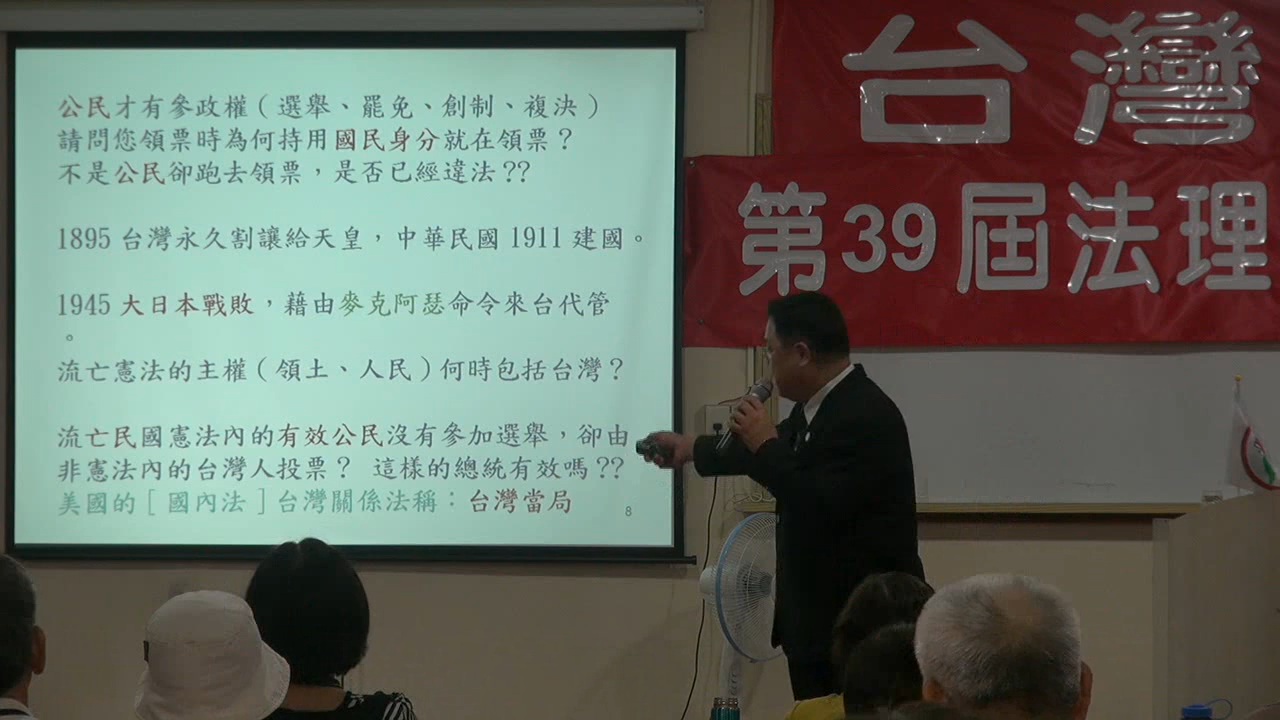 公民才有參政權(選舉、罷免、創制、複決)
請問您領票時為何持用國民身分就在領票?
不是公民卻跑去領票,是否已經違法??
1895 台灣永久割讓給天皇,中華民國 1911 建國。
1945 大日本戰敗,藉由麥克阿瑟命令來台代管
。
流亡憲法的主權(領土、人民)何時包括台灣?
流亡民國憲法內的有效公民沒有參加選舉,卻由
非憲法內的台灣人投票? 這樣的總統有效嗎??
美國的[國內法]台灣關係法稱:台灣當局
8
台灣
第39屆法理